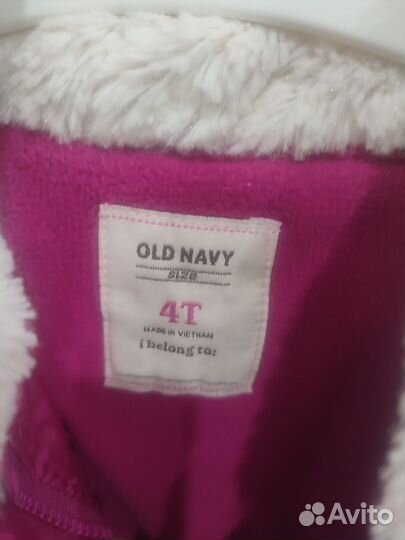 OLD NAVY
size
4T
MADE IN VIETNAM
i belong to:
Avito